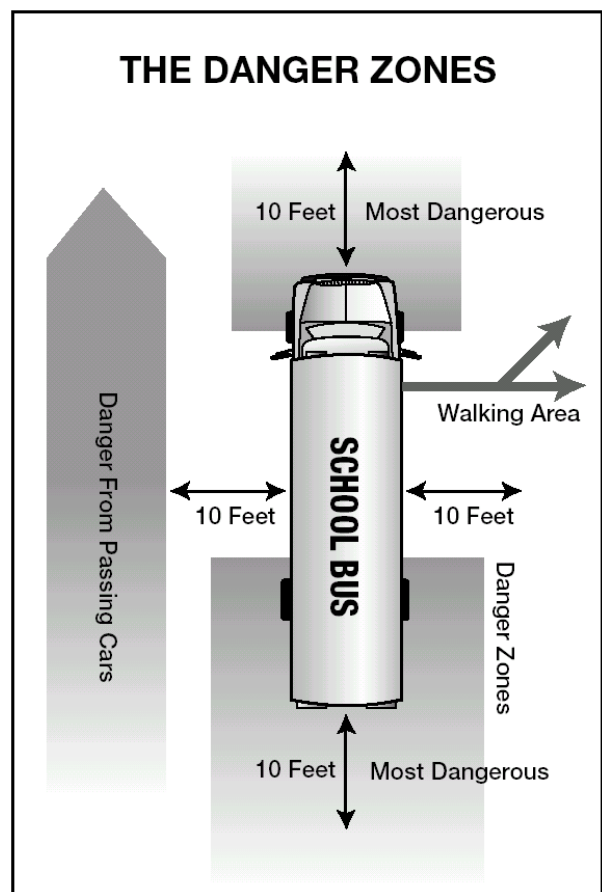 THE DANGER ZONES
10 Feet
Most Dangerous
Walking Area
Danger From Passing Cars
SCHOOL BUS
10 Feet
10 Feet
Danger Zones
10 Feet
Most Dangerous